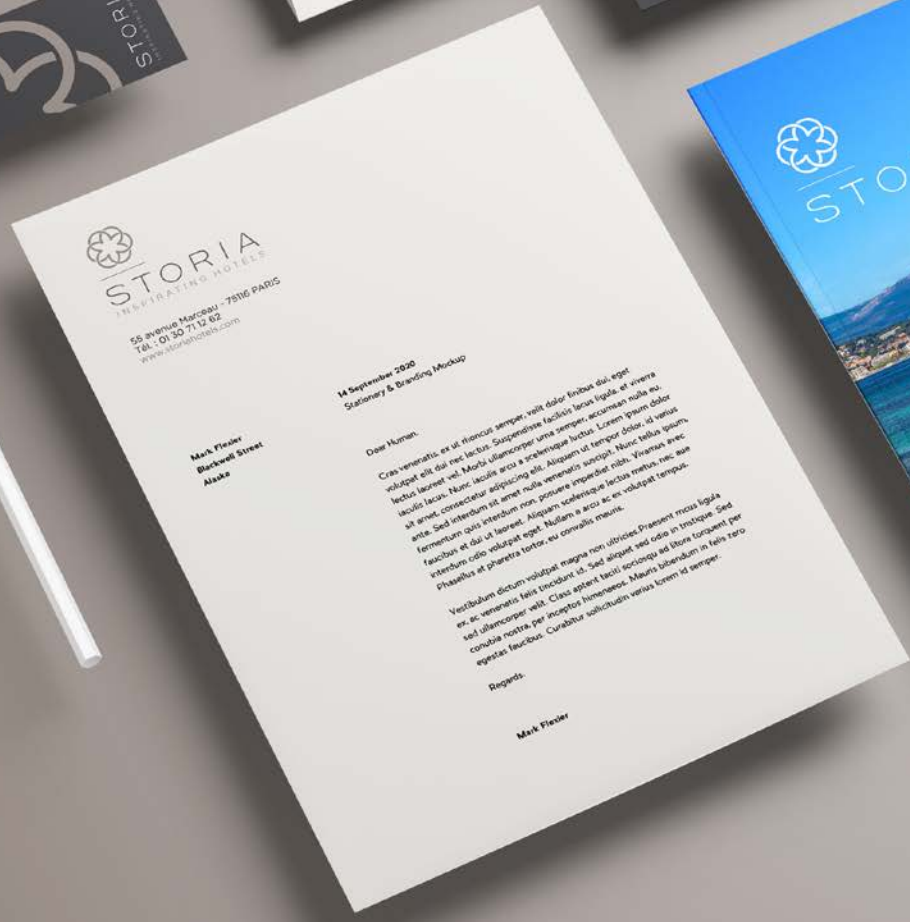 STORI
STORIA
INSPIRATING HOTELS
55 avenue Marceau - 75116 PARIS
Tél. : 01 30 71 12 62
www.storiahotels.com
14 September 2020
Stationery & Branding Mockup
Mark Flexier
Blackwell Street
Alaska
Dear Human,
Cras venenatis, ex ut rhoncus semper, velit dolor finibus dui, eget
volutpat elit dui nec lectus. Suspendisse facilisis lacus ligula, et viverra
lectus laoreet vel. Morbi ullamcorper urna semper, accumsan nulla eu,
iaculis lacus. Nunc iaculis arcu a scelerisque luctus. Lorem ipsum dolor
sit amet, consectetur adipiscing elit. Aliquam ut tempor dolor, id varius
ante. Sed interdum sit amet nulla venenatis suscipit. Nunc tellus ipsum,
fermentum quis interdum non, posuere imperdiet nibh. Vivamus avec
faucibus et dui ut laoreet. Aliquam scelerisque lectus metus, nec aue
interdum odio volutpat eget. Nullam a arcu ac ex volutpat tempus.
Phasellus et pharetra tortor, eu convallis mauris.
Vestibulum dictum volutpat magna non ultricies.Praesent rncus ligula
ex, ac venenatis felis tincidunt id. Sed aliquet sed odio in tristique. Sed
sed ullamcorper velit. Class aptent taciti sociosqu ad litora torquent per
conubia nostra, per inceptos himenaeos. Mauris bibendum in felis zero
egestas faucibus. Curabitur sollicitudin varius lorem id semper.
Regards.
Mark Flexier
STO